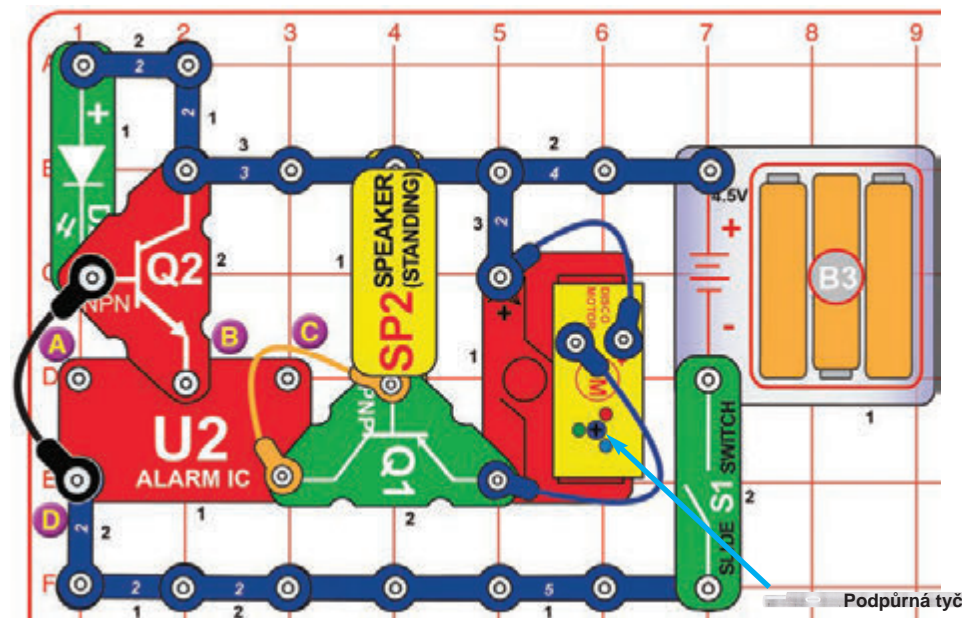 1 2 3 4 5 6 7 8 9
A
2
2
+
1
2
1
3
3
2
4
4.5V
+
-
B3
1
Q2
NPN
2
1
SP2 SPEAKER
(STANDING)
3
2
+
1
DISCO
MOTOR
M
+
A
B
C
D
U2
ALARM IC
1
PNP
Q1
2
D
2
2
SLIDE S1 SWITCH
2
F
2
2
5
1
2
1
Podpůrná tyč